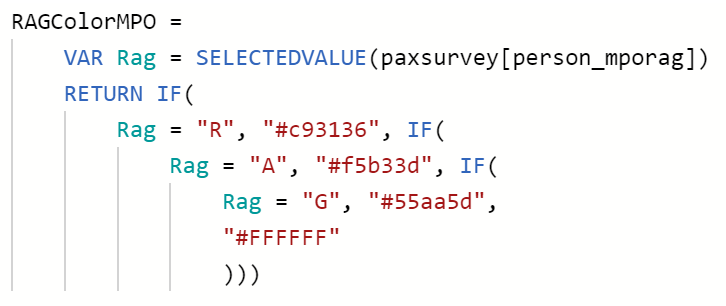 RAGColorMPO =
VAR Rag = SELECTEDVALUE(paxsurvey[person_mporag])
RETURN IF(
Rag = "R", "#c93136", IF(
Rag = "A", "#f5b33d", IF(
Rag = "G", "#55aa5d",
"#FFFFFF"
)))